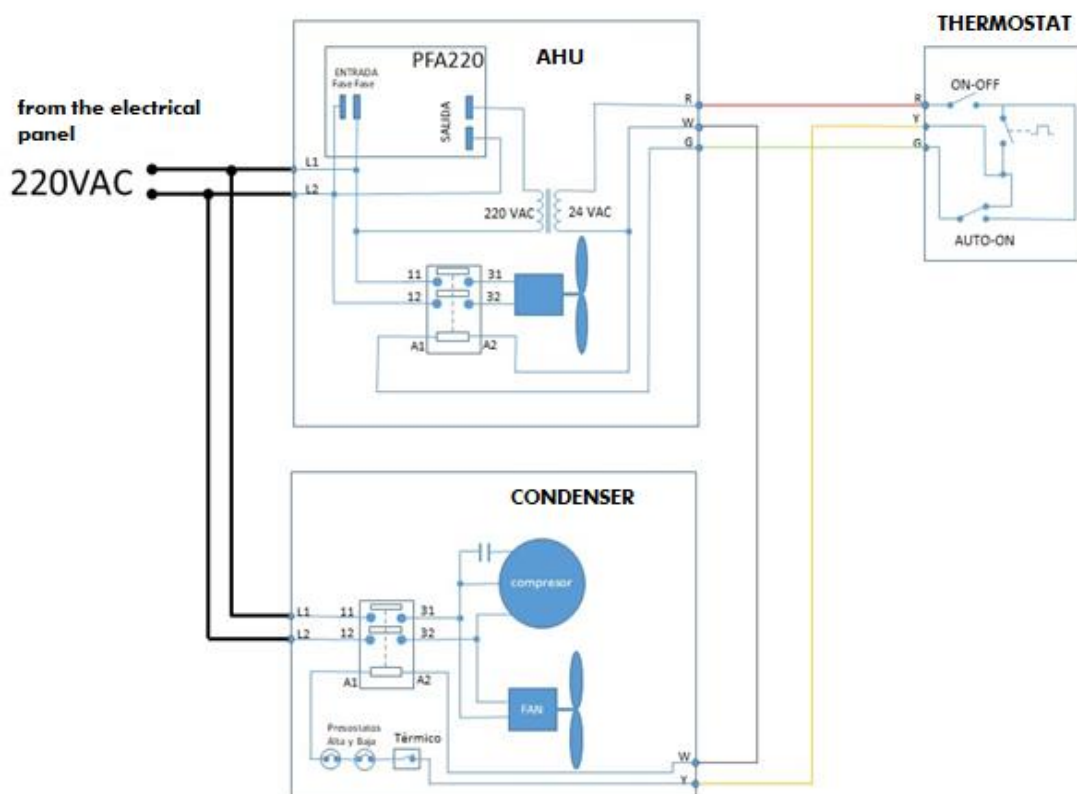 THERMOSTAT
AHU
PFA220
ENTRADA
Fase Fase
SALIDA
ON-OFF
from the electrical
panel
220VAC
L1
L2
R
W
G
R
Y
G
220 VAC
24 VAC
AUTO-ON
11
31
12
32
A1
A2
CONDENSER
compresor
L1
11
31
L2
12
32
A1
A2
FAN
Presostatos
Alta y Baja
Térmico
W
Y